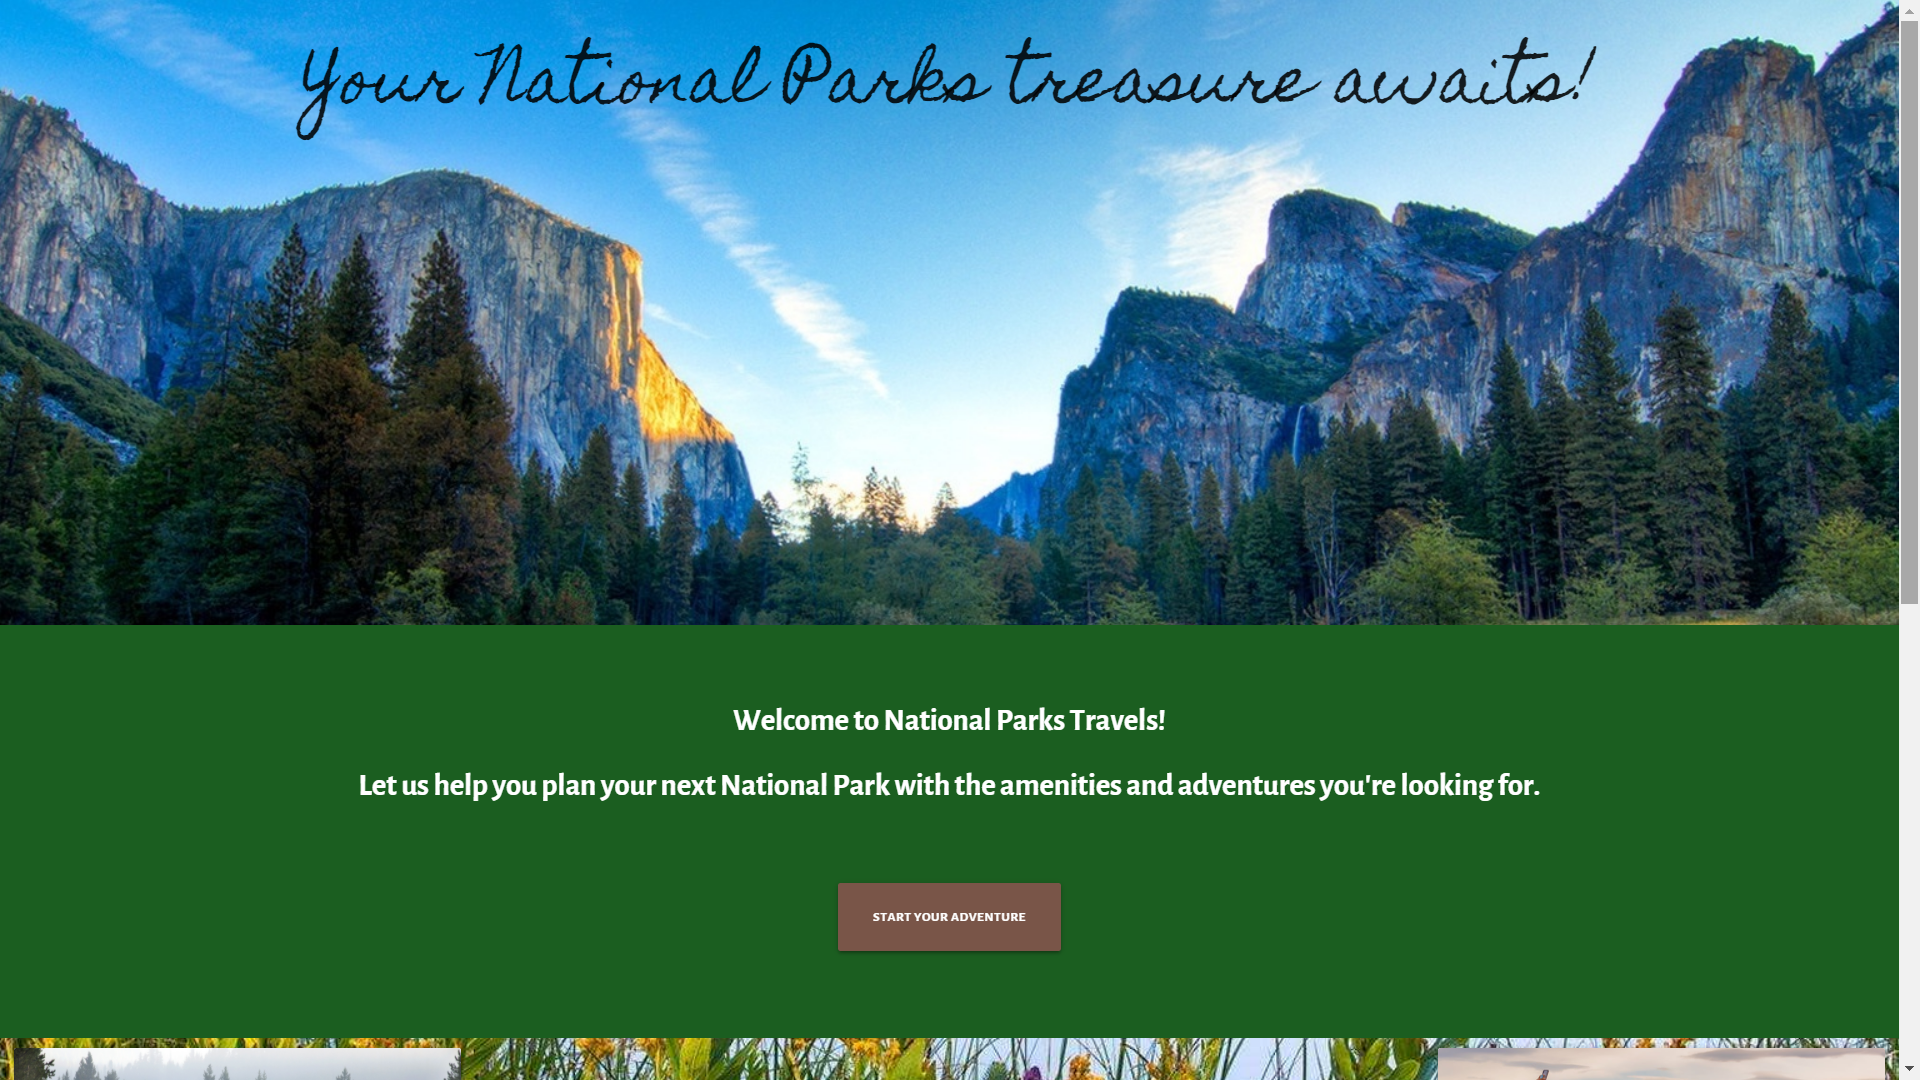 Your National Parks treasure awaits!
Welcome to National Parks Travels!
Let us help you plan your next National Park with the amenities and adventures you're looking for.
START YOUR ADVENTURE